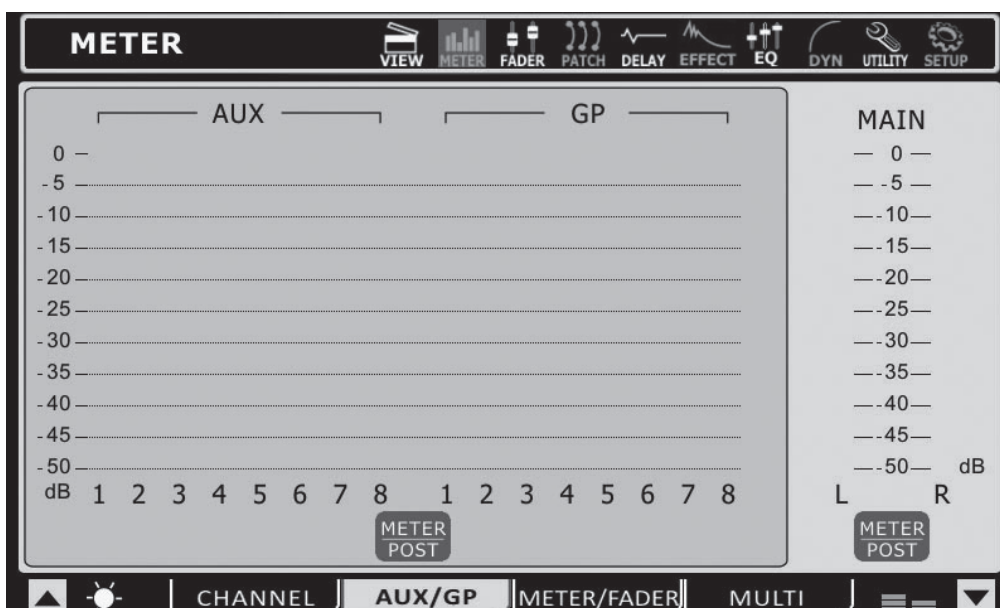 METER
VIEW METER FADER PATCH DELAY EFFECT EQ DYN UTILITY SETUP
AUX GP MAIN
0 0
-5 -5
-10 -10
-15 -15
-20 -20
-25 -25
-30 -30
-35 -35
-40 -40
-45 -45
-50 -50 dB
dB 1 2 3 4 5 6 7 8 1 2 3 4 5 6 7 8 L R
METER POST METER POST
CHANNEL AUX/GP METER/FADER MULTI